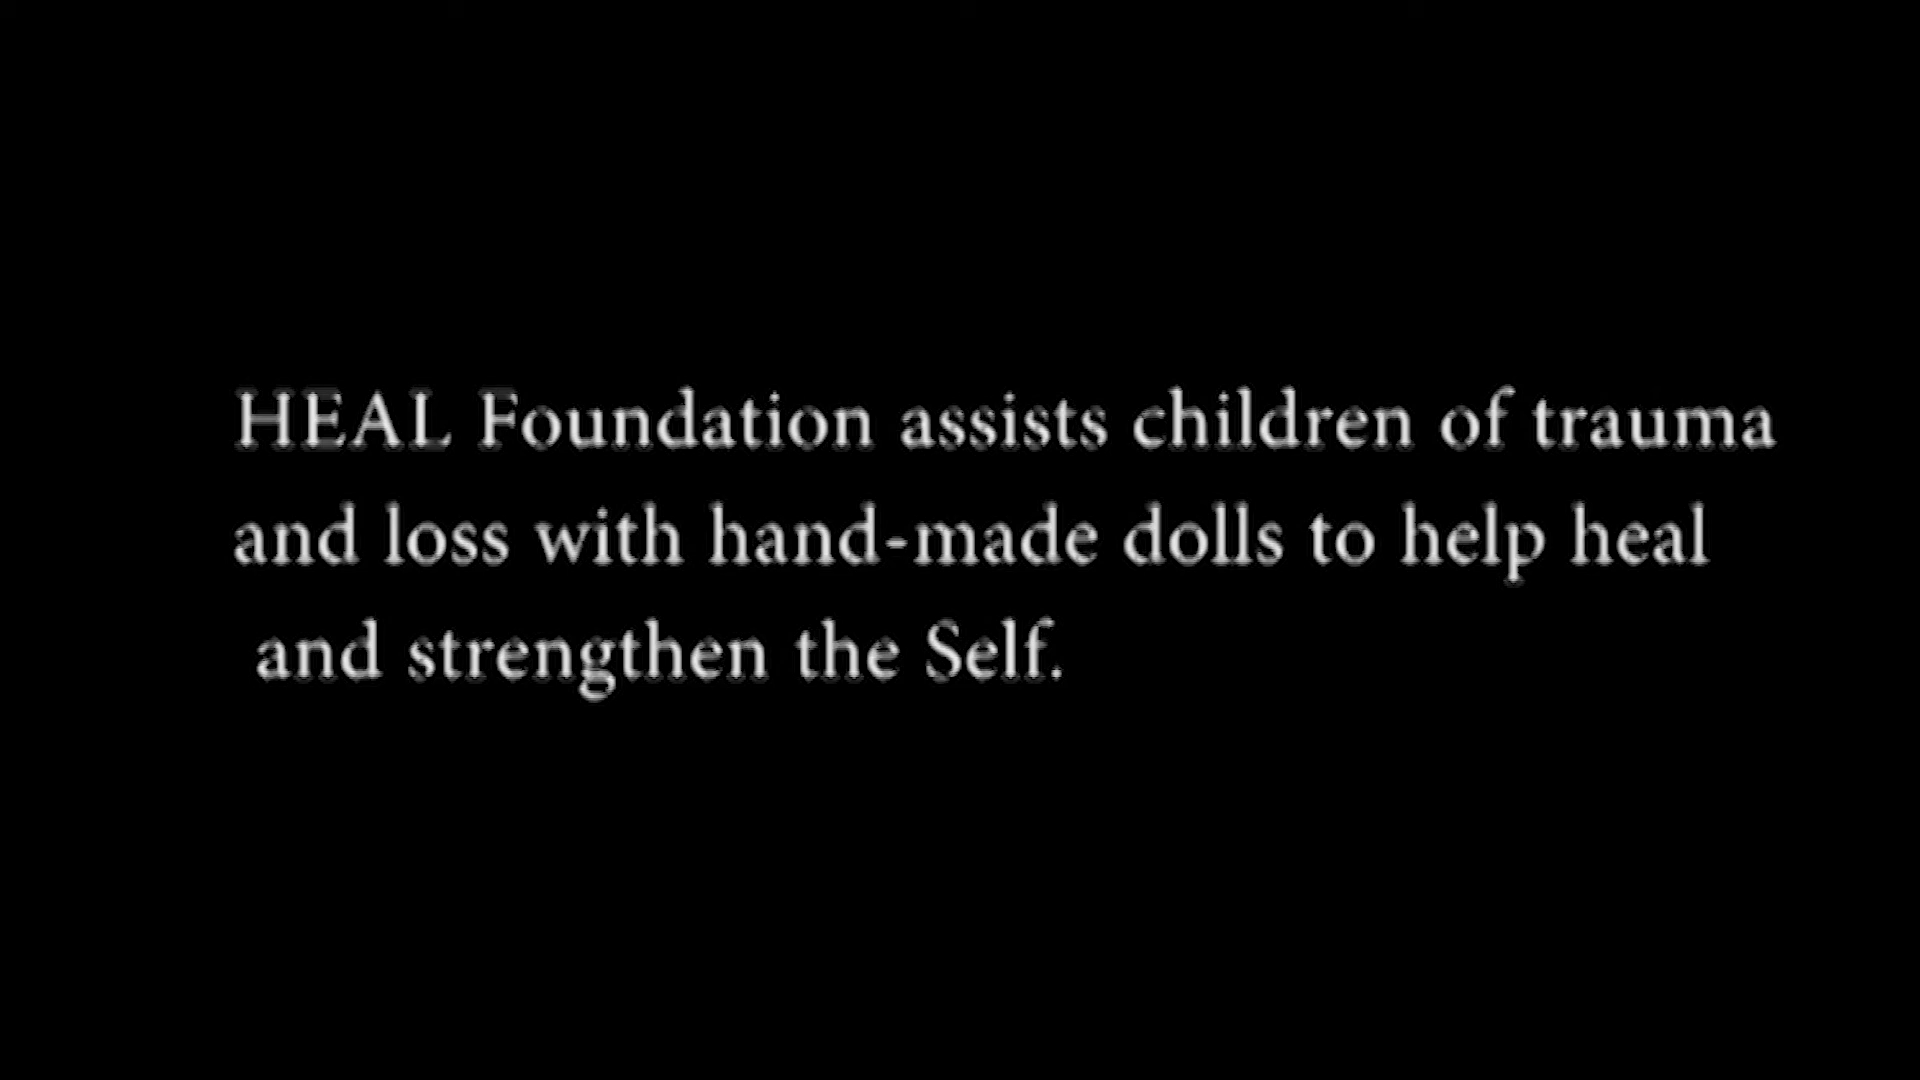 HEAL Foundation assists children of trauma
and loss with hand-made dolls to help heal
and strengthen the Self.